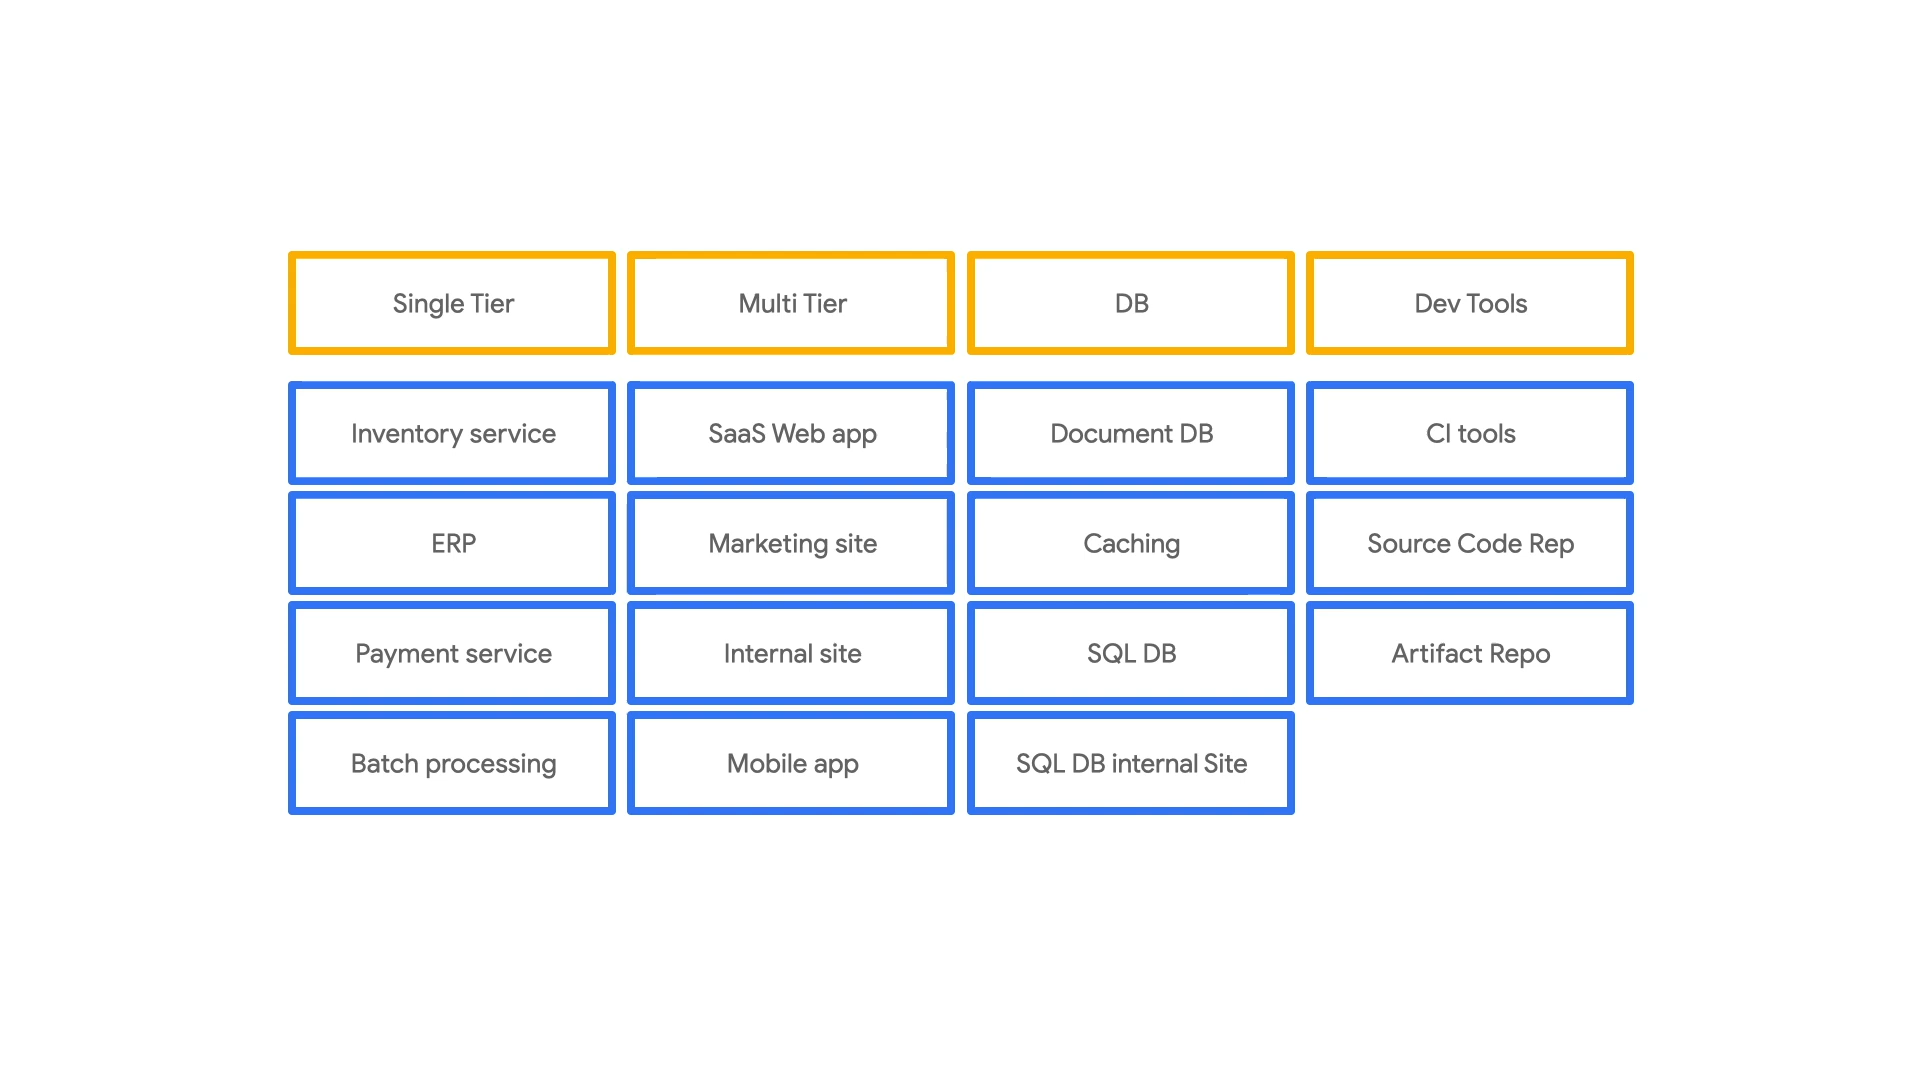 Single Tier
Multi Tier
DB
Dev Tools
Inventory service
SaaS Web app
Document DB
CI tools
ERP
Marketing site
Caching
Source Code Rep
Payment service
Internal site
SQL DB
Artifact Repo
Batch processing
Mobile app
SQL DB internal Site